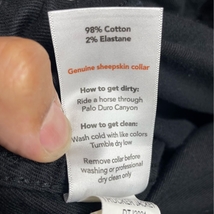 98% Cotton
2% Elastane
Genuine sheepskin collar
How to get dirty:
Ride a horse through
Palo Duro Canyon
How to get clean:
Wash cold with like colors
Tumble dry low
Remove collar before
washing or professional
dry clean only